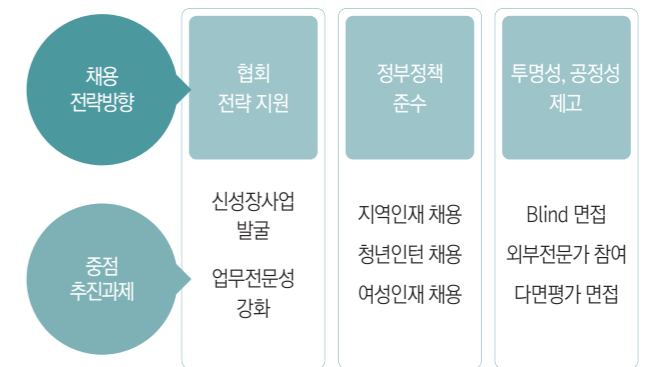 채용
전략방향
협회
전략 지원
정부정책
준수
투명성, 공정성
제고
중점
추진과제
신성장사업
발굴
업무전문성
강화
지역인재 채용
청년인턴 채용
여성인재 채용
Blind 면접
외부전문가 참여
다면평가 면접